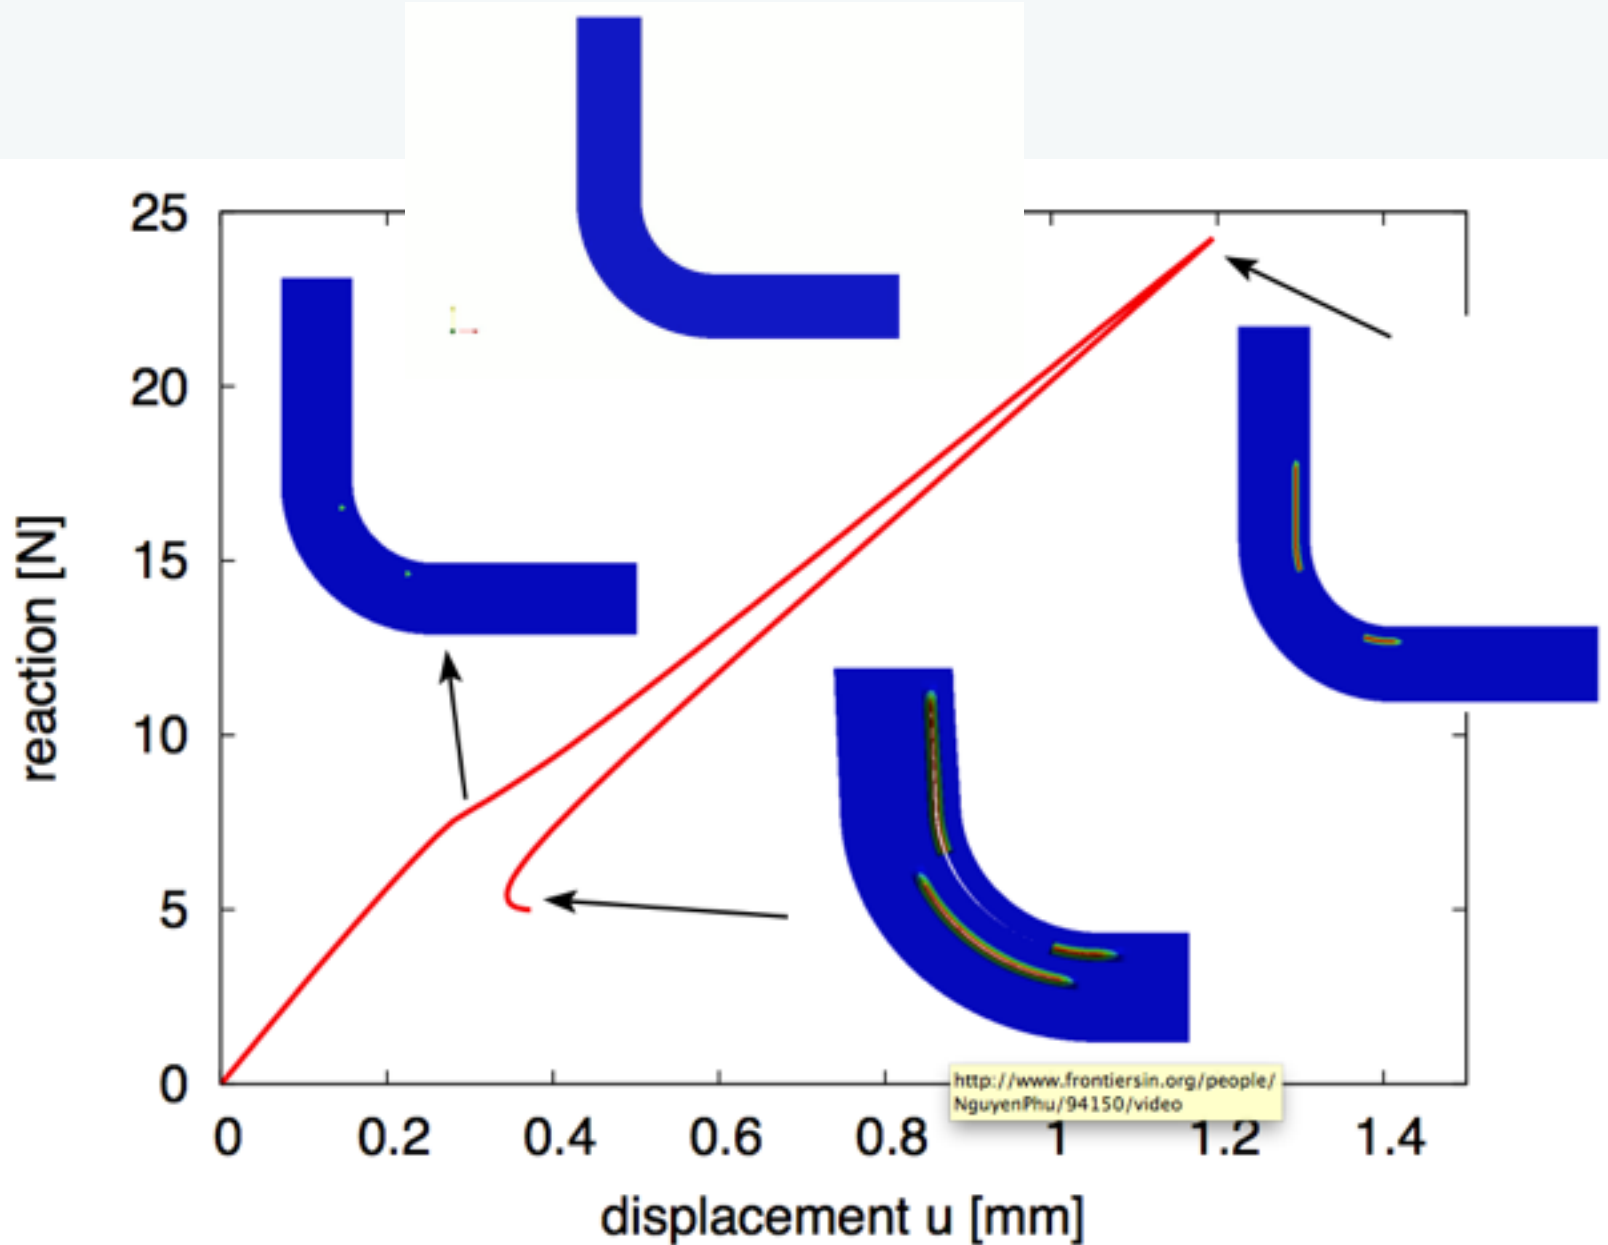 25
20
15
10
5
0
reaction [N]
http://www.frontiersin.org/people/
NguyenPhu/94150/video
0 0.2 0.4 0.6 0.8 1 1.2 1.4
displacement u [mm]